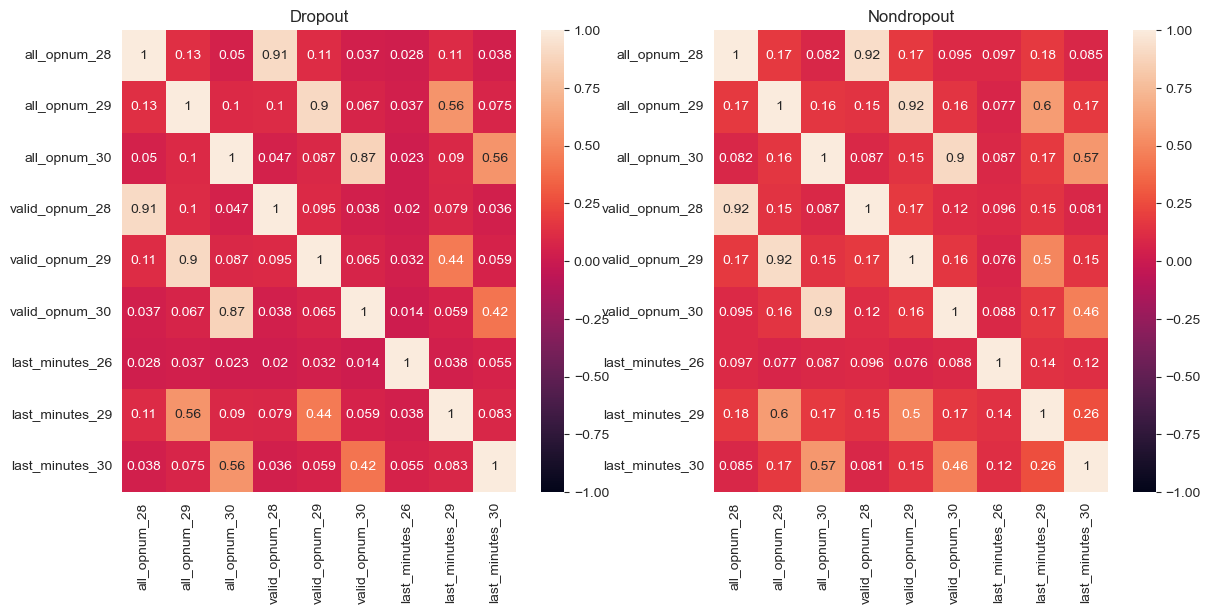 Dropout
all_opnum_28 1 0.13 0.05 0.91 0.11 0.037 0.028 0.11 0.038
all_opnum_29 0.13 1 0.1 0.1 0.9 0.067 0.037 0.56 0.075
all_opnum_30 0.05 0.1 1 0.047 0.087 0.87 0.023 0.09 0.56
valid_opnum_28 0.91 0.1 0.047 1 0.095 0.038 0.02 0.079 0.036
valid_opnum_29 0.11 0.9 0.087 0.095 1 0.065 0.032 0.44 0.059
valid_opnum_30 0.037 0.067 0.87 0.038 0.065 1 0.014 0.059 0.42
last_minutes_26 0.028 0.037 0.023 0.02 0.032 0.014 1 0.038 0.055
last_minutes_29 0.11 0.56 0.09 0.079 0.44 0.059 0.038 1 0.083
last_minutes_30 0.038 0.075 0.56 0.036 0.059 0.42 0.055 0.083 1
all_opnum_28
all_opnum_29
all_opnum_30
valid_opnum_28
valid_opnum_29
valid_opnum_30
last_minutes_26
last_minutes_29
last_minutes_30
1.00
0.75
0.50
0.25
0.00
−0.25
−0.50
−0.75
−1.00
Nondropout
all_opnum_28 1 0.17 0.082 0.92 0.17 0.095 0.097 0.18 0.085
all_opnum_29 0.17 1 0.16 0.15 0.92 0.16 0.077 0.6 0.17
all_opnum_30 0.082 0.16 1 0.087 0.15 0.9 0.087 0.17 0.57
valid_opnum_28 0.92 0.15 0.087 1 0.17 0.12 0.096 0.15 0.081
valid_opnum_29 0.17 0.92 0.15 0.17 1 0.16 0.076 0.5 0.15
valid_opnum_30 0.095 0.16 0.9 0.12 0.16 1 0.088 0.17 0.46
last_minutes_26 0.097 0.077 0.087 0.096 0.076 0.088 1 0.14 0.12
last_minutes_29 0.18 0.6 0.17 0.15 0.5 0.17 0.14 1 0.26
last_minutes_30 0.085 0.17 0.57 0.081 0.15 0.46 0.12 0.26 1
all_opnum_28
all_opnum_29
all_opnum_30
valid_opnum_28
valid_opnum_29
valid_opnum_30
last_minutes_26
last_minutes_29
last_minutes_30
1.00
0.75
0.50
0.25
0.00
−0.25
−0.50
−0.75
−1.00